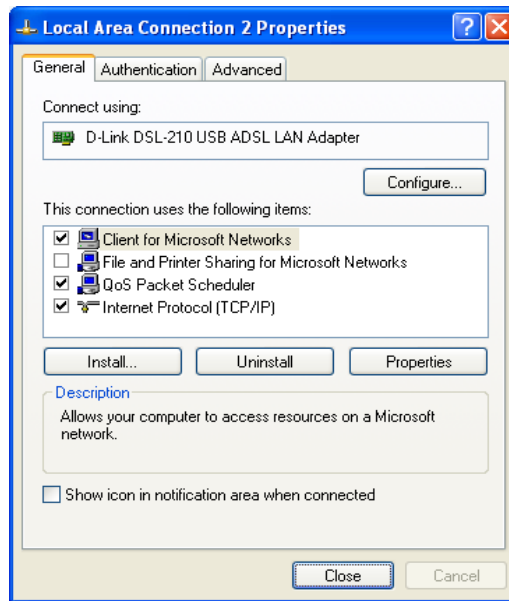 Local Area Connection 2 Properties
General Authentication Advanced
Connect using:
D-Link DSL-210 USB ADSL LAN Adapter
Configure...
This connection uses the following items:
Client for Microsoft Networks
File and Printer Sharing for Microsoft Networks
QoS Packet Scheduler
Internet Protocol (TCP/IP)
Install... Uninstall Properties
Description
Allows your computer to access resources on a Microsoft
network.
Show icon in notification area when connected
Close Cancel